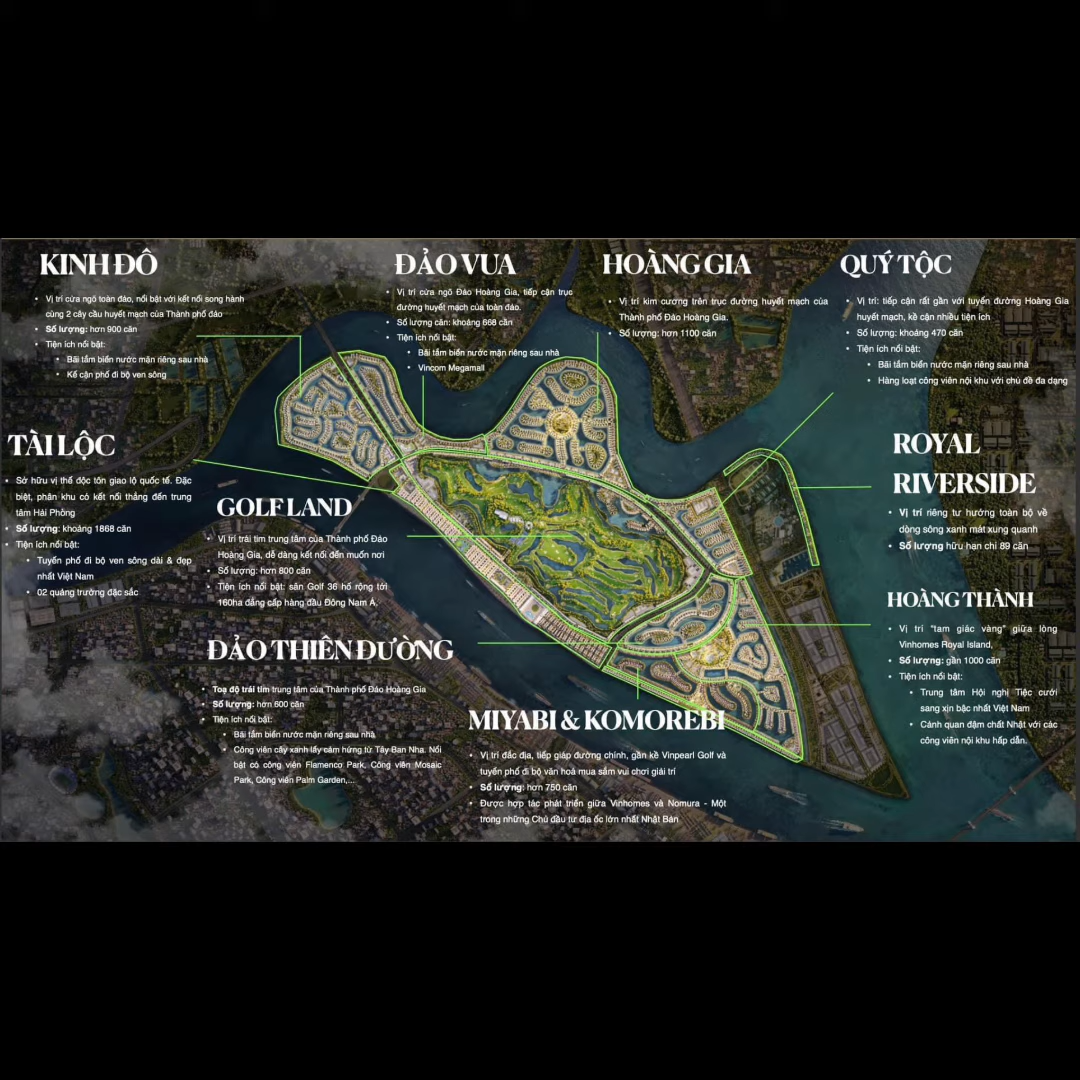 KINH ĐÔ
• Vị trí cửa ngõ toàn đảo, nổi bật với kết nối song hành
cùng 2 cây cầu huyết mạch của Thành phố đảo
• Số lượng: hơn 900 căn
• Tiện ích nổi bật:
• Bãi tắm biển nước mặn riêng sau nhà
• Kế cận phố đi bộ ven sông
ĐẢO VUA
• Vị trí cửa ngõ Đảo Hoàng Gia, tiếp cận trục
đường huyết mạch của toàn đảo.
• Số lượng căn: khoảng 668 căn
• Tiện ích nổi bật:
• Bãi tắm biển nước mặn riêng sau nhà
• Vincom Megamall
HOÀNG GIA
• Vị trí kim cương trên trục đường huyết mạch của
Thành phố Đảo Hoàng Gia.
• Số lượng: hơn 1100 căn
QUÝ TỘC
• Vị trí: tiếp cận rất gần với tuyến đường Hoàng Gia
huyết mạch, kề cận nhiều tiện ích
• Số lượng: khoảng 470 căn
• Tiện ích nổi bật:
• Bãi tắm biển nước mặn riêng sau nhà
• Hàng loạt công viên nội khu với chủ đề đa dạng
TÀI LỘC
• Sở hữu vị thế độc tôn giao lộ quốc tế. Đặc
biệt, phân khu có kết nối thẳng đến trung
tâm Hải Phòng
• Số lượng: khoảng 1868 căn
• Tiện ích nổi bật:
• Tuyến phố đi bộ ven sông dài & đẹp
nhất Việt Nam
• 02 quảng trường đặc sắc
GOLF LAND
• Vị trí trái tim trung tâm của Thành phố Đảo
Hoàng Gia, dễ dàng kết nối đến muôn nơi
• Số lượng: hơn 800 căn
• Tiện ích nổi bật: sân Golf 36 hố rộng tới
160ha đẳng cấp hàng đầu Đông Nam Á.
ROYAL
RIVERSIDE
• Vị trí riêng tư hướng toàn bộ về
dòng sông xanh mát xung quanh
• Số lượng hữu hạn chỉ 89 căn
HOÀNG THÀNH
• Vị trí "tam giác vàng" giữa lòng
Vinhomes Royal Island,
• Số lượng: gần 1000 căn
• Tiện ích nổi bật:
• Trung tâm Hội nghị Tiệc cưới
sang xịn bậc nhất Việt Nam
• Cảnh quan đậm chất Nhật với các
công viên nội khu hấp dẫn.
ĐẢO THIÊN ĐƯỜNG
• Toạ độ trái tim trung tâm của Thành phố Đảo Hoàng Gia
• Số lượng: hơn 600 căn
• Tiện ích nổi bật:
• Bãi tắm biển nước mặn riêng sau nhà
• Công viên cây xanh lấy cảm hứng từ Tây Ban Nha. Nổi
bật có công viên Flamenco Park, Công viên Mosaic
Park, Công viên Palm Garden,...
MIYABI & KOMOREBI
• Vị trí đắc địa, tiếp giáp đường chính, gần kề Vinpearl Golf và
tuyến phố đi bộ văn hoá mua sắm vui chơi giải trí
• Số lượng: hơn 750 căn
• Được hợp tác phát triển giữa Vinhomes và Nomura - Một
trong những Chủ đầu tư địa ốc lớn nhất Nhật Bản